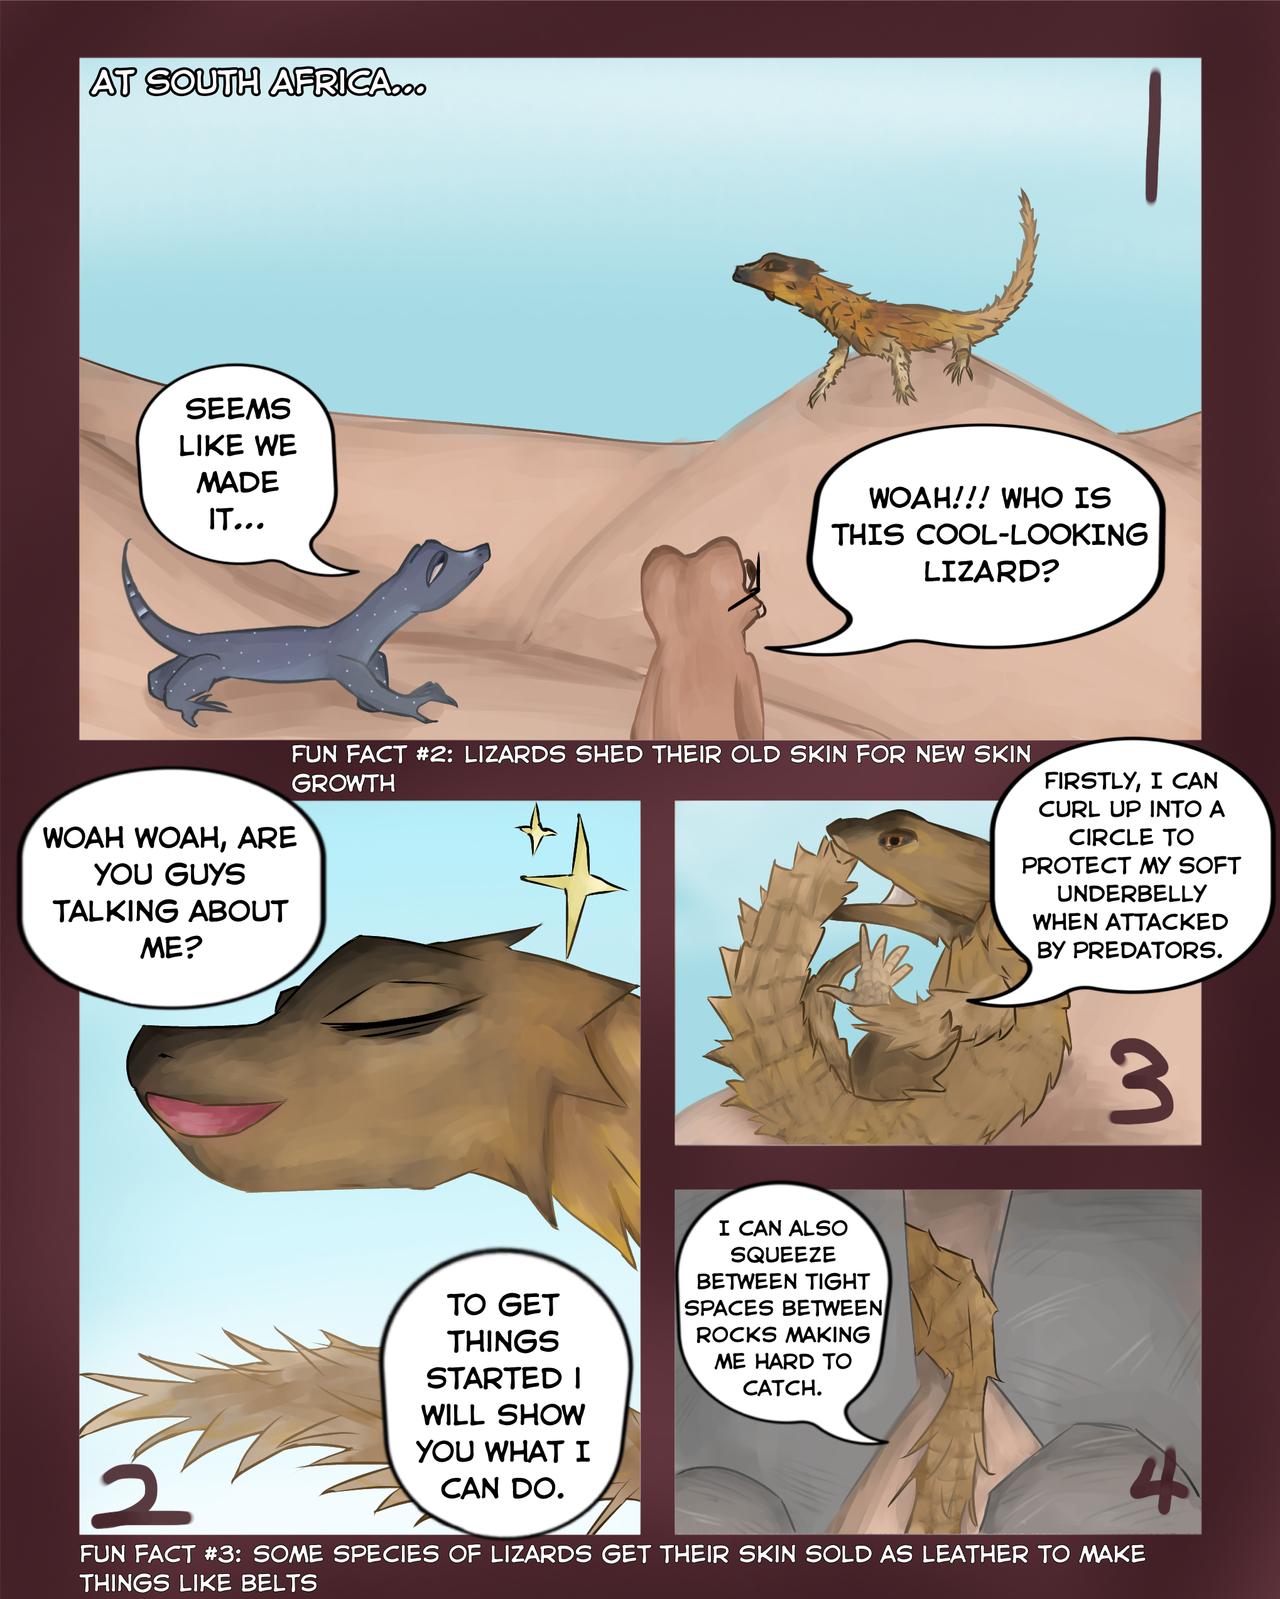 AT SOUTH AFRICA...
1
SEEMS
LIKE WE
MADE
IT...
WOAH!!! WHO IS
THIS COOL-LOOKING
LIZARD?
FUN FACT #2: LIZARDS SHED THEIR OLD SKIN FOR NEW SKIN
GROWTH
WOAH WOAH, ARE
YOU GUYS
TALKING ABOUT
ME?
TO GET
THINGS
STARTED I
WILL SHOW
YOU WHAT I
CAN DO.
2
FIRSTLY, I CAN
CURL UP INTO A
CIRCLE TO
PROTECT MY SOFT
UNDERBELLY
WHEN ATTACKED
BY PREDATORS.
3
I CAN ALSO
SQUEEZE
BETWEEN TIGHT
SPACES BETWEEN
ROCKS MAKING
ME HARD TO
CATCH.
4
FUN FACT #3: SOME SPECIES OF LIZARDS GET THEIR SKIN SOLD AS LEATHER TO MAKE
THINGS LIKE BELTS